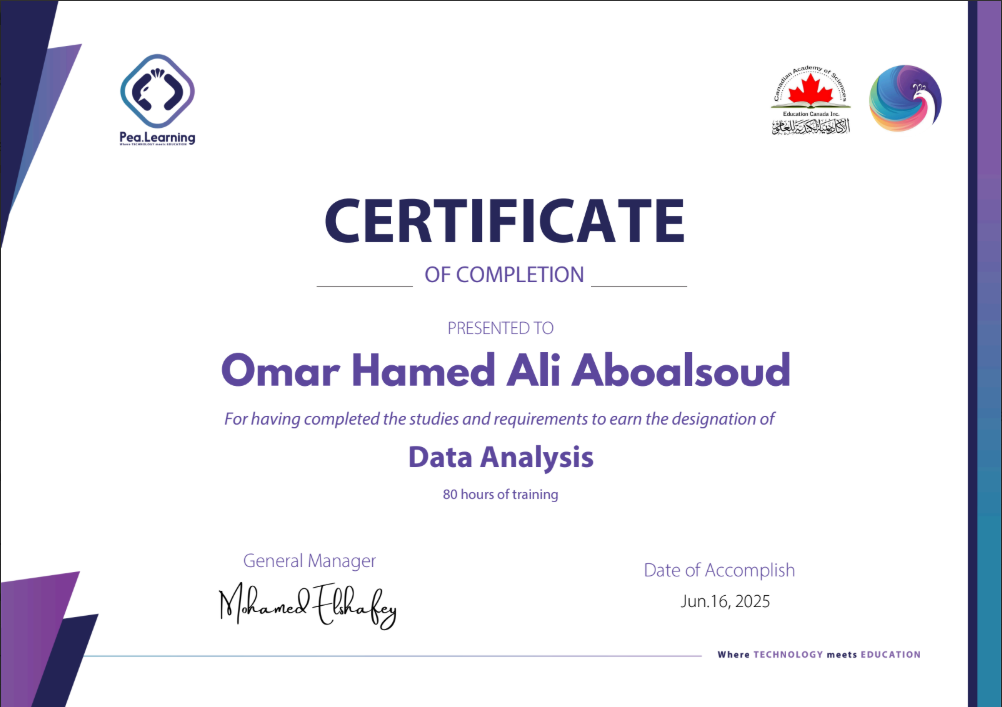 Pea.Learning
Where TECHNOLOGY meets EDUCATION
Canadian Academy of Sciences
Education Canada Inc.
الأكاديمية الكندية للعلوم
CERTIFICATE
OF COMPLETION
PRESENTED TO
Omar Hamed Ali Aboalsoud
For having completed the studies and requirements to earn the designation of
Data Analysis
80 hours of training
General Manager
Mohamed Elshafey
Date of Accomplish
Jun.16, 2025
Where TECHNOLOGY meets EDUCATION